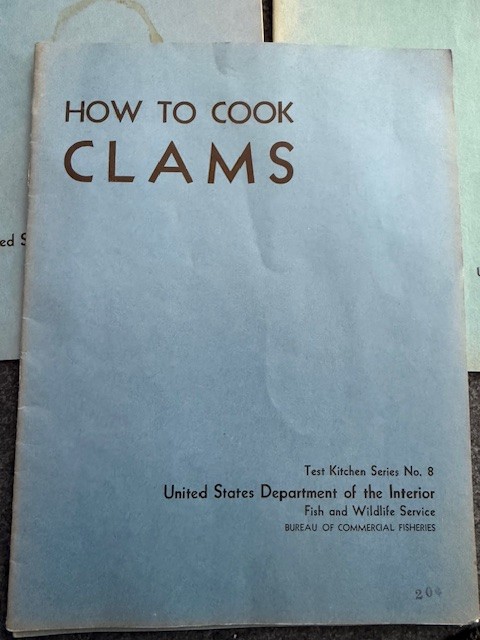 HOW TO COOK
CLAMS
ed S
Test Kitchen Series No. 8
United States Department of the Interior
Fish and Wildlife Service
BUREAU OF COMMERCIAL FISHERIES
20¢